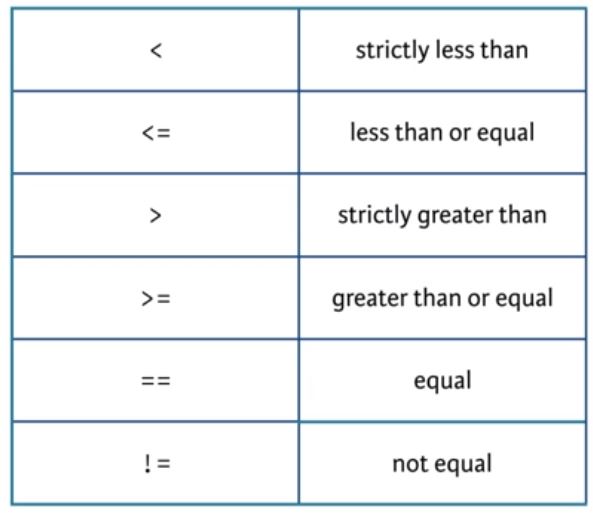 < strictly less than
<= less than or equal
> strictly greater than
>= greater than or equal
== equal
!= not equal